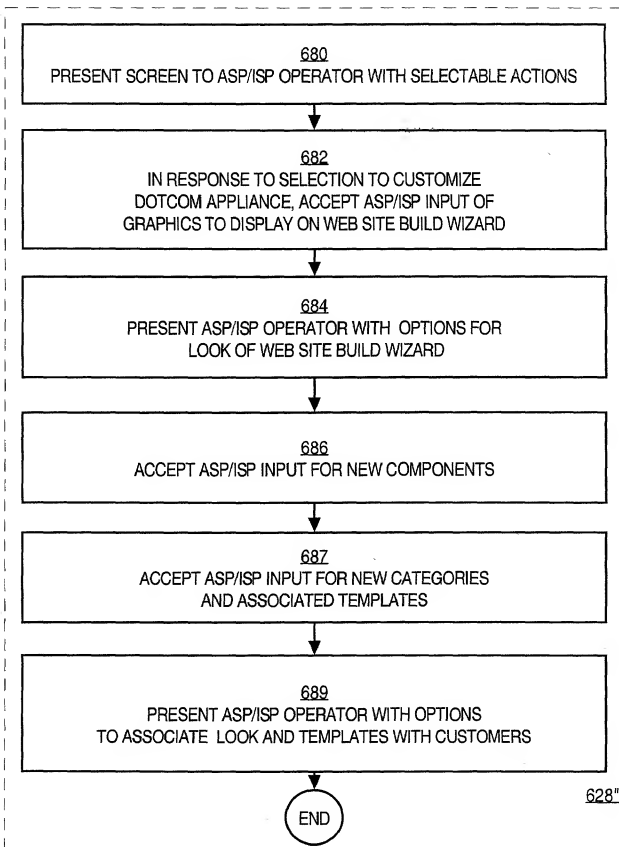 680
PRESENT SCREEN TO ASP/ISP OPERATOR WITH SELECTABLE ACTIONS
682
IN RESPONSE TO SELECTION TO CUSTOMIZE
DOTCOM APPLIANCE, ACCEPT ASP/ISP INPUT OF
GRAPHICS TO DISPLAY ON WEB SITE BUILD WIZARD
684
PRESENT ASP/ISP OPERATOR WITH OPTIONS FOR
LOOK OF WEB SITE BUILD WIZARD
686
ACCEPT ASP/ISP INPUT FOR NEW COMPONENTS
687
ACCEPT ASP/ISP INPUT FOR NEW CATEGORIES
AND ASSOCIATED TEMPLATES
689
PRESENT ASP/ISP OPERATOR WITH OPTIONS
TO ASSOCIATE LOOK AND TEMPLATES WITH CUSTOMERS
628"
END